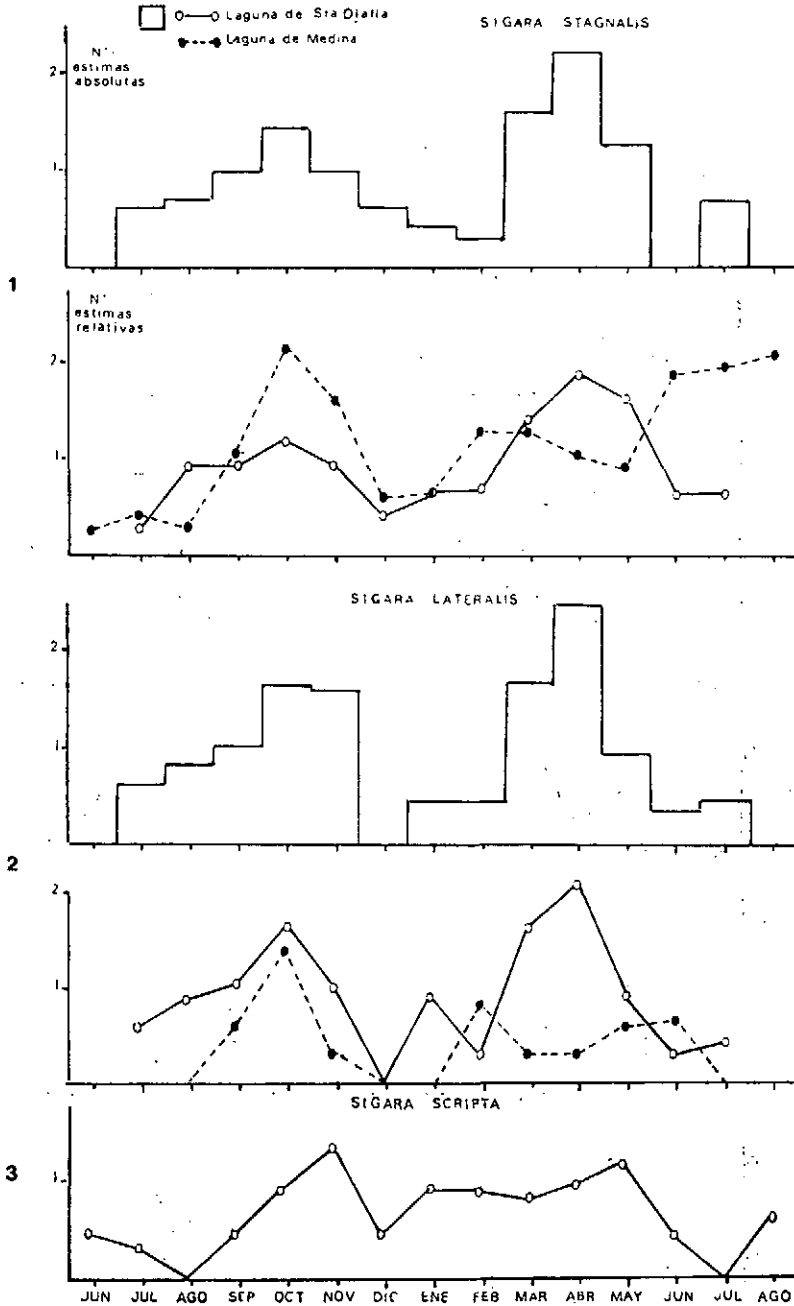 Laguna de Sta Olalla
Laguna de Medina
SIGARA STAGNALIS
N°
estimas
absolutas
2
1
1
N°
estimas
relativas
2
1
SIGARA LATERALIS
2
1
2
2
1
SIGARA SCRIPTA
3
1
JUN JUL AGO SEP OCT NOV DIC ENE FEB MAR ABR MAY JUN JUL AGO